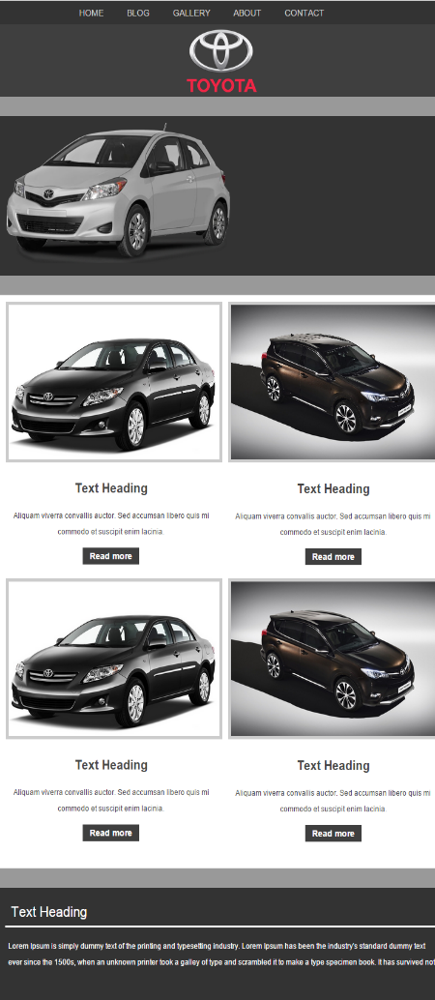 HOME BLOG GALLERY ABOUT CONTACT
TOYOTA
Text Heading
Aliquam viverra convallis auctor. Sed accumsan libero quis mi
commodo et suscipit enim lacinia.
Read more
Text Heading
Aliquam viverra convallis auctor. Sed accumsan libero quis mi
commodo et suscipit enim lacinia.
Read more
Text Heading
Aliquam viverra convallis auctor. Sed accumsan libero quis mi
commodo et suscipit enim lacinia.
Read more
Text Heading
Aliquam viverra convallis auctor. Sed accumsan libero quis mi
commodo et suscipit enim lacinia.
Read more
Text Heading
Lorem Ipsum is simply dummy text of the printing and typesetting industry. Lorem Ipsum has been the industry's standard dummy text
ever since the 1500s, when an unknown printer took a galley of type and scrambled it to make a type specimen book. It has survived not